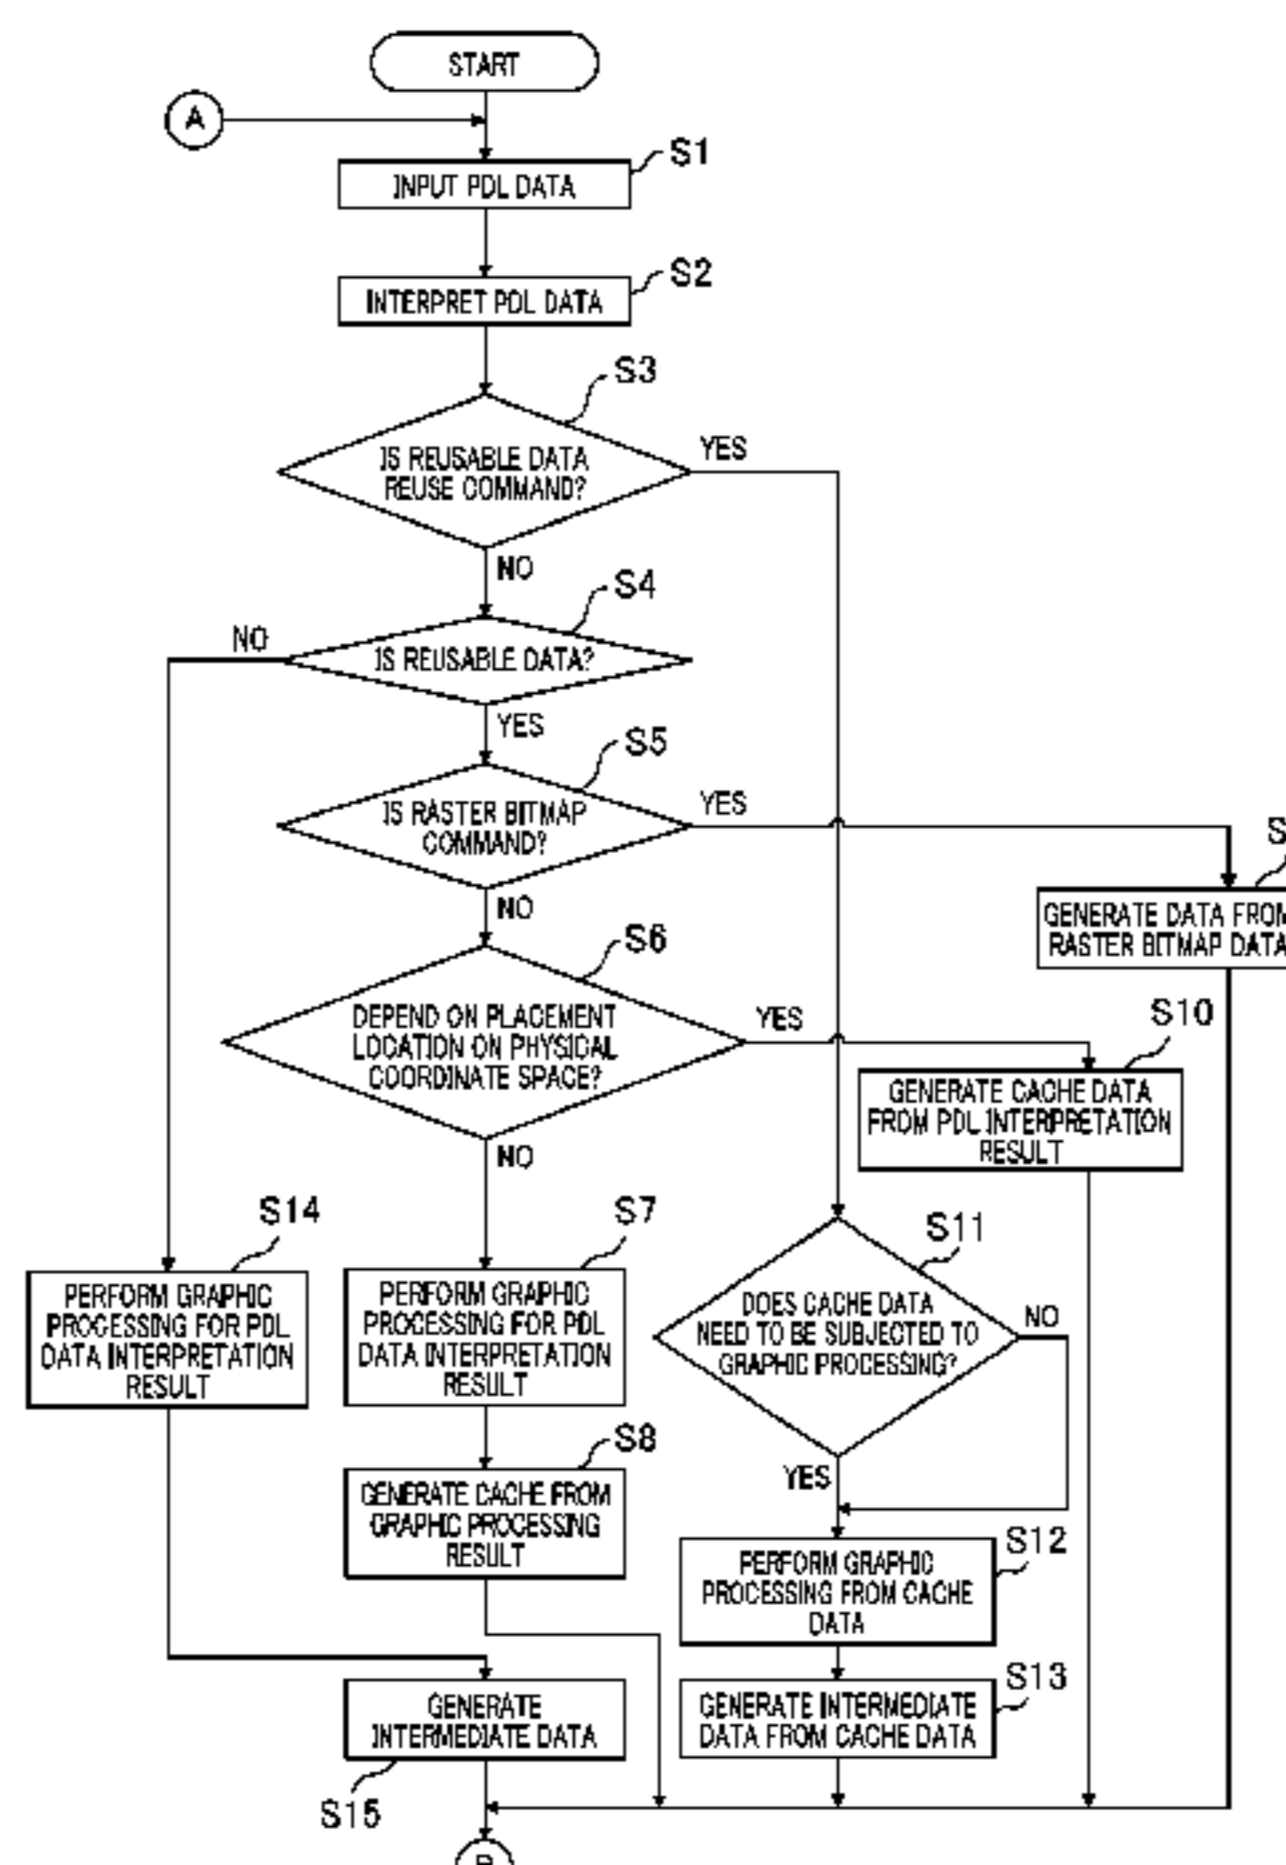 START
A
S1
INPUT PDL DATA
S2
INTERPRET PDL DATA
S3
IS REUSABLE DATA
REUSE COMMAND?
YES
NO
S4
NO
IS REUSABLE DATA?
YES
S5
IS RASTER BITMAP
COMMAND?
YES
NO
S
GENERATE DATA FROM
RASTER BITMAP DATA
S6
DEPEND ON PLACEMENT
LOCATION ON PHYSICAL
COORDINATE SPACE?
YES
NO
S10
GENERATE CACHE DATA
FROM PDL INTERPRETATION
RESULT
S14
PERFORM GRAPHIC
PROCESSING FOR PDL
DATA INTERPRETATION
RESULT
S7
PERFORM GRAPHIC
PROCESSING FOR PDL
DATA INTERPRETATION
RESULT
S11
DOES CACHE DATA
NEED TO BE SUBJECTED TO
GRAPHIC PROCESSING?
NO
YES
S8
GENERATE CACHE FROM
GRAPHIC PROCESSING
RESULT
S12
PERFORM GRAPHIC
PROCESSING FROM CACHE
DATA
S13
GENERATE INTERMEDIATE
DATA FROM CACHE DATA
GENERATE
INTERMEDIATE DATA
S15